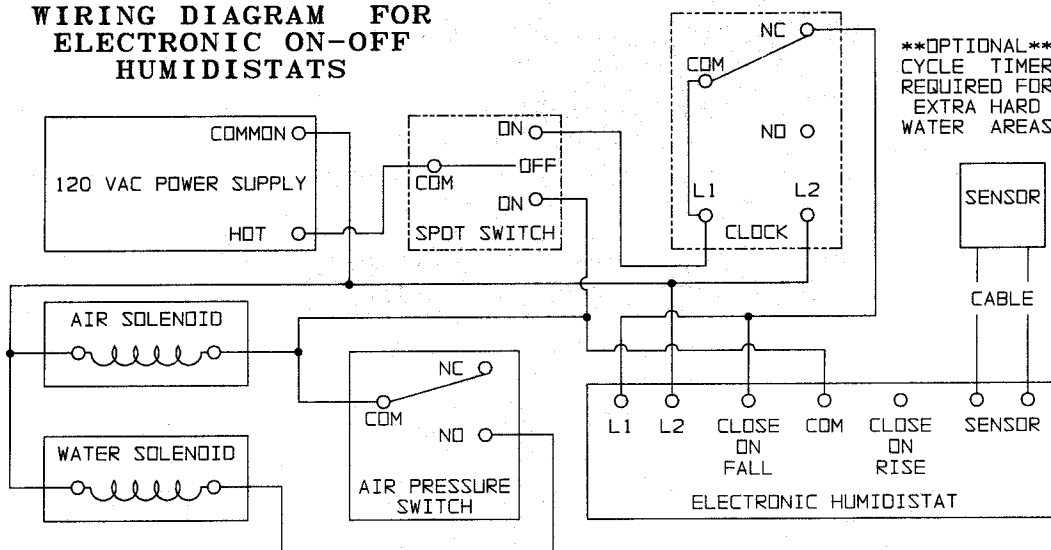 WIRING DIAGRAM FOR
ELECTRONIC ON-OFF
HUMIDISTATS
**OPTIONAL**
CYCLE TIMER
REQUIRED FOR
EXTRA HARD
WATER AREAS
NC
COM
NO
L1
L2
CLOCK
COMMON
120 VAC POWER SUPPLY
HOT
ON
OFF
COM
ON
SPDT SWITCH
SENSOR
CABLE
AIR SOLENOID
WATER SOLENOID
NC
COM
NO
AIR PRESSURE
SWITCH
L1
L2
CLOSE
ON
FALL
COM
CLOSE
ON
RISE
SENSOR
ELECTRONIC HUMIDISTAT